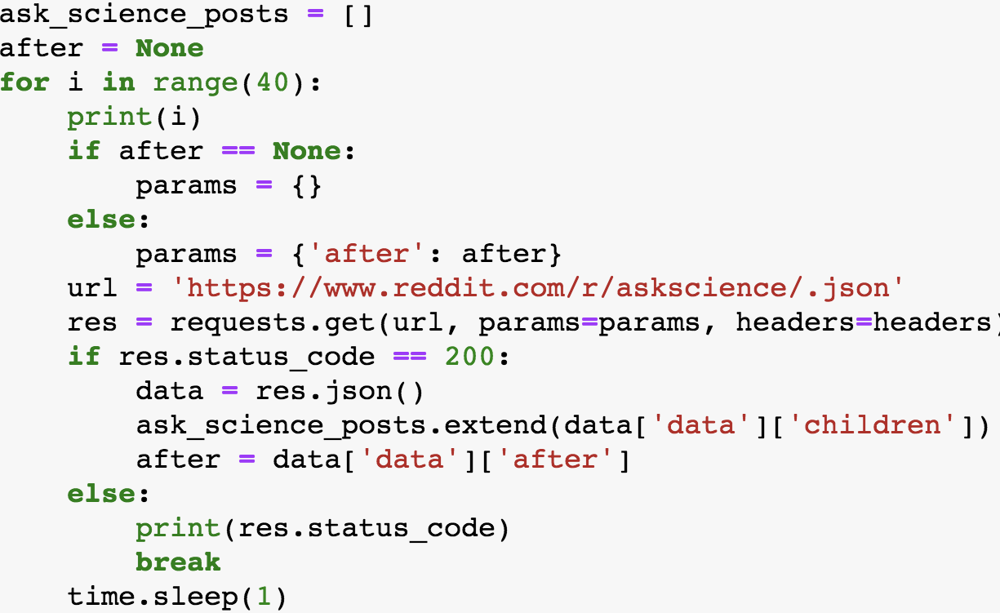 ask_science_posts = []
after = None
for i in range(40):
    print(i)
    if after == None:
        params = {}
    else:
        params = {'after': after}
    url = 'https://www.reddit.com/r/askscience/.json'
    res = requests.get(url, params=params, headers=headers)
    if res.status_code == 200:
        data = res.json()
        ask_science_posts.extend(data['data']['children'])
        after = data['data']['after']
    else:
        print(res.status_code)
        break
    time.sleep(1)